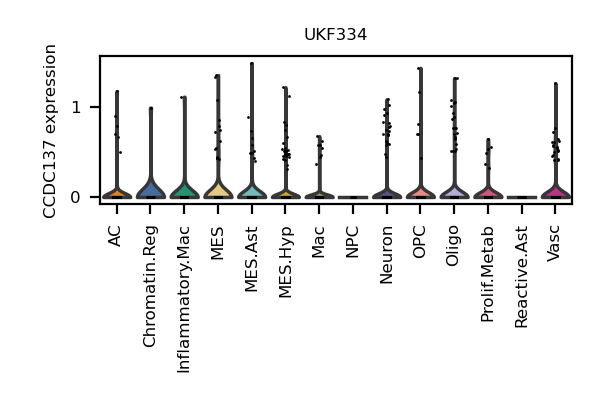 UKF334
CCDC137 expression
1
0
AC
Chromatin.Reg
Inflammatory.Mac
MES
MES.Ast
MES.Hyp
Mac
NPC
Neuron
OPC
Oligo
Prolif.Metab
Reactive.Ast
Vasc